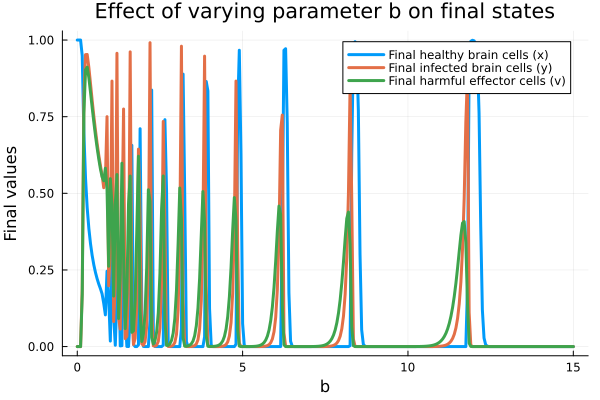 Effect of varying parameter b on final states
Final healthy brain cells (x)
Final infected brain cells (y)
Final harmful effector cells (v)
Final values
1.00
0.75
0.50
0.25
0.00
0
5
10
15
b